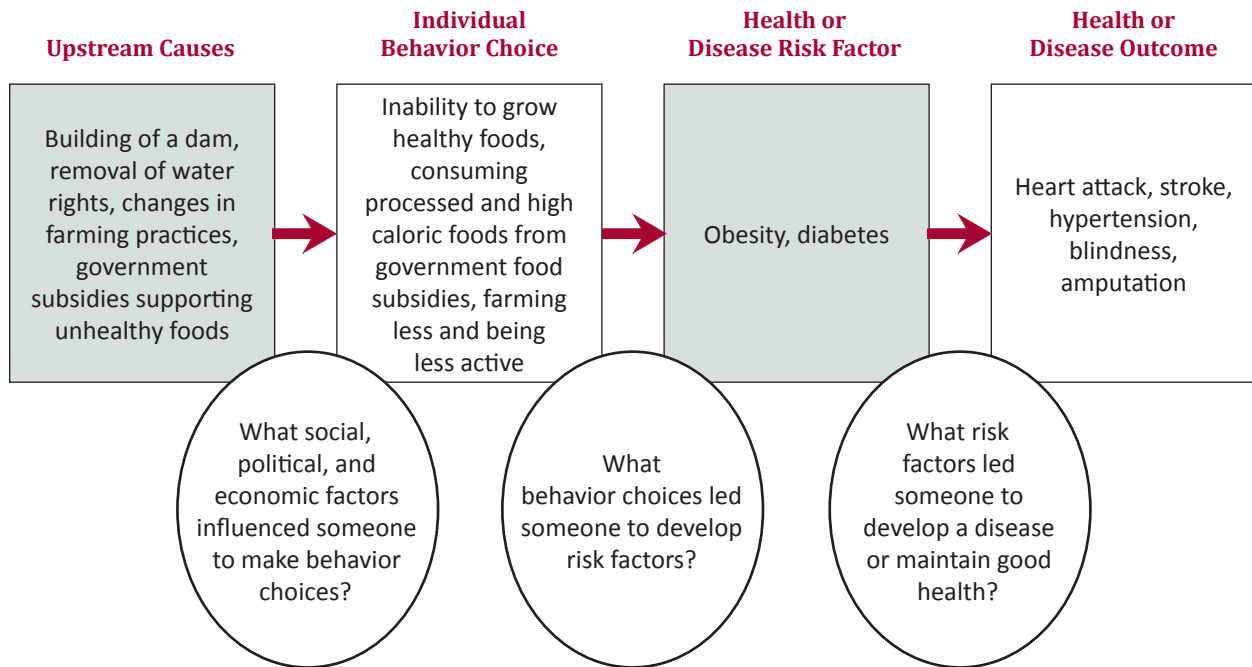 Upstream Causes
Individual
Behavior Choice
Health or
Disease Risk Factor
Health or
Disease Outcome
Building of a dam,
removal of water
rights, changes in
farming practices,
government
subsidies supporting
unhealthy foods
Inability to grow
healthy foods,
consuming
processed and high
caloric foods from
government food
subsidies, farming
less and being
less active
Obesity, diabetes
Heart attack, stroke,
hypertension,
blindness,
amputation
What social,
political, and
economic factors
influenced someone
to make behavior
choices?
What
behavior choices led
someone to develop
risk factors?
What risk
factors led
someone to
develop a disease
or maintain good
health?